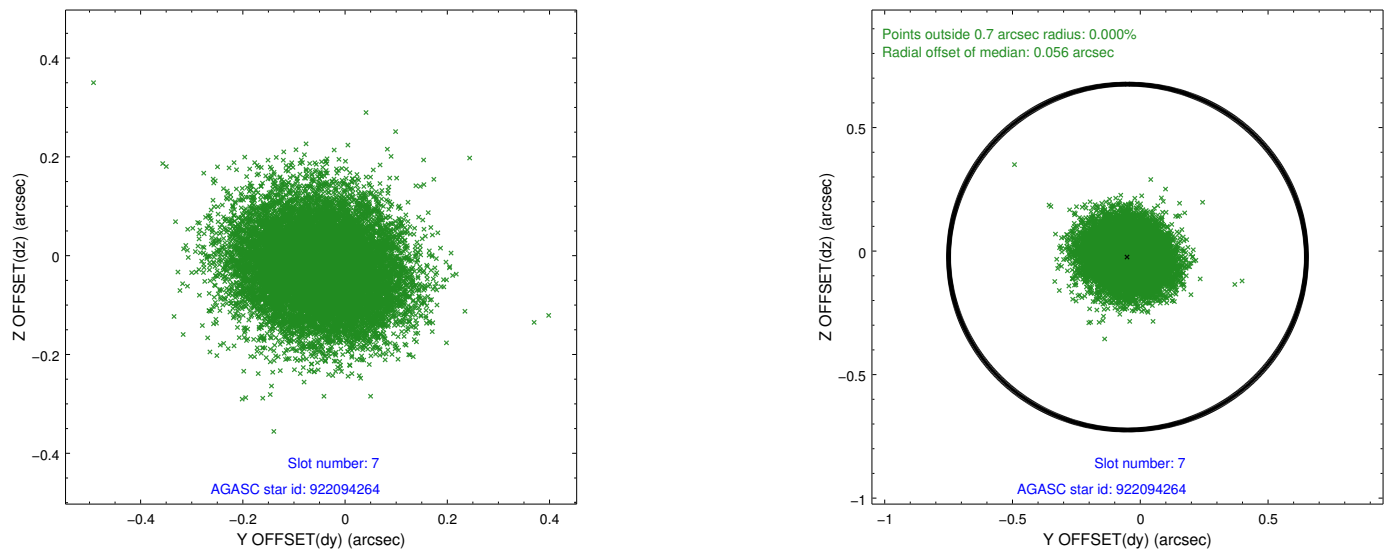 0.4
0.2
0
−0.2
−0.4
−0.4
−0.2
0
0.2
0.4
Z OFFSET(dz) (arcsec)
Y OFFSET(dy) (arcsec)
Slot number: 7
AGASC star id: 922094264
Points outside 0.7 arcsec radius: 0.000%
Radial offset of median: 0.056 arcsec
0.5
0
−0.5
−1
−1
−0.5
0
0.5
Z OFFSET(dz) (arcsec)
Y OFFSET(dy) (arcsec)
Slot number: 7
AGASC star id: 922094264